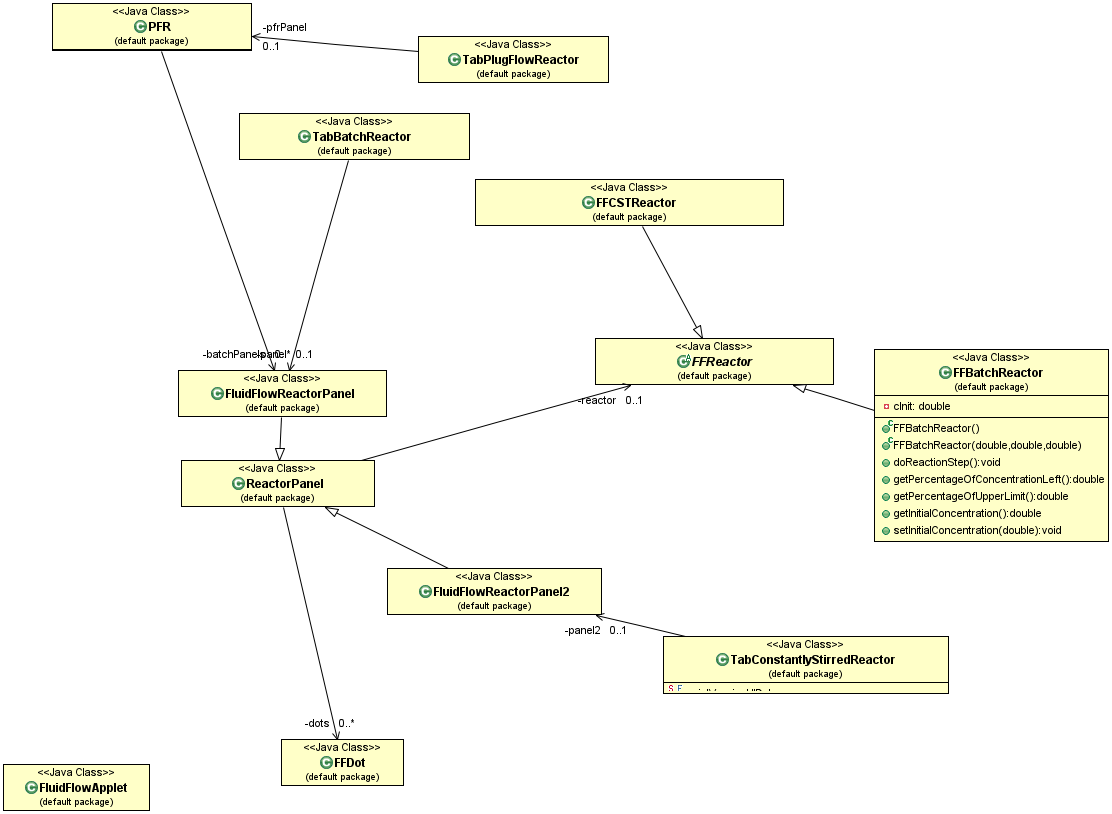 <<Java Class>>
PFR
(default package)
-pfrPanel
0..1
<<Java Class>>
TabPlugFlowReactor
(default package)
<<Java Class>>
TabBatchReactor
(default package)
<<Java Class>>
FFCSTReactor
(default package)
<<Java Class>>
FFReactor
(default package)
<<Java Class>>
FFBatchReactor
(default package)
cInit: double
FFBatchReactor()
FFBatchReactor(double,double,double)
doReactionStep():void
getPercentageOfConcentrationLeft():double
getPercentageOfUpperLimit():double
getInitialConcentration():double
setInitialConcentration(double):void
-batchPanel 0..1
<<Java Class>>
FluidFlowReactorPanel
(default package)
-reactor 0..1
<<Java Class>>
ReactorPanel
(default package)
<<Java Class>>
FluidFlowReactorPanel2
(default package)
-panel2 0..1
<<Java Class>>
TabConstantlyStirredReactor
(default package)
-dots 0..*
<<Java Class>>
FFDot
(default package)
<<Java Class>>
FluidFlowApplet
(default package)